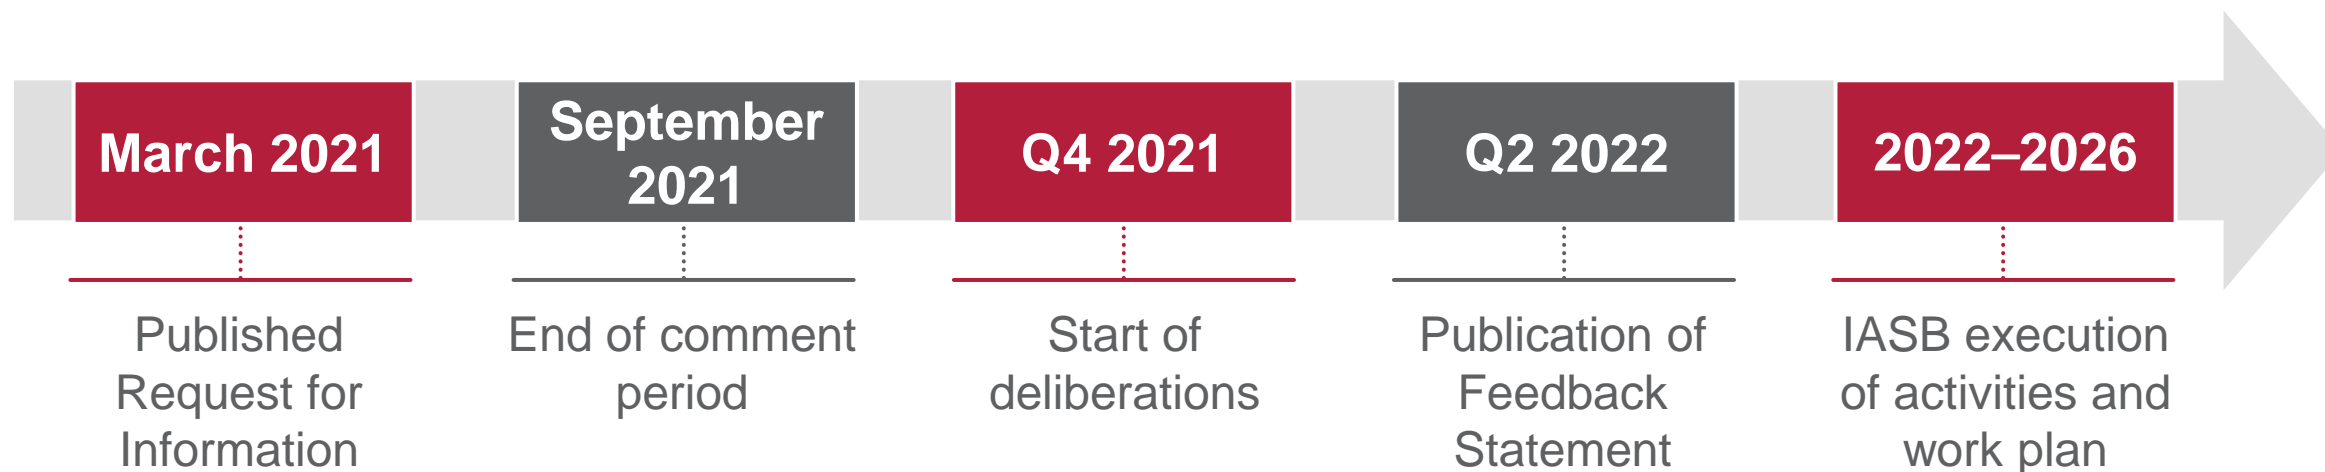 March 2021
September
2021
Q4 2021
Q2 2022
2022–2026
Published
Request for
Information
End of comment
period
Start of
deliberations
Publication of
Feedback
Statement
IASB execution
of activities and
work plan